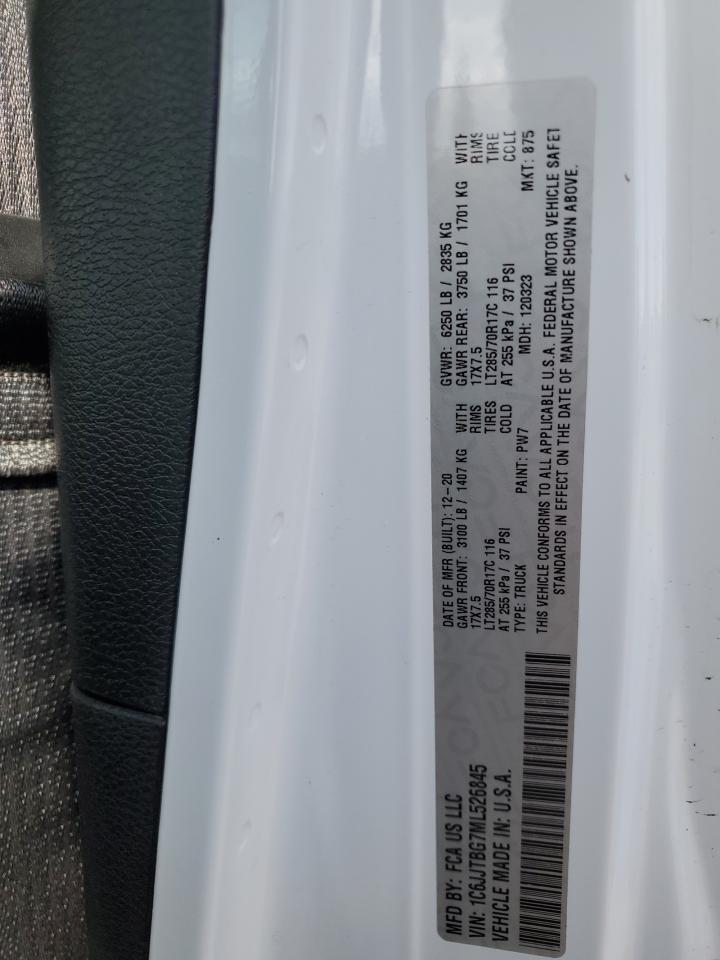 MFD BY: FCA US LLC
VIN: 1C6JJTBG7ML526845
VEHICLE MADE IN: U.S.A.
DATE OF MFR (BUILT): 12-20 GVWR: 6250 LB / 2835 KG
GAWR FRONT: 3100 LB / 1407 KG WITH GAWR REAR: 3750 LB / 1701 KG WITH
17X7.5 RIMS 17X7.5 RIMS
LT285/70R17C 116 TIRES LT285/70R17C 116 TIRE
AT 255 kPa / 37 PSI COLD AT 255 kPa / 37 PSI COLD
TYPE: TRUCK PAINT: PW7 MDH: 120323 MKT: 875
THIS VEHICLE CONFORMS TO ALL APPLICABLE U.S.A. FEDERAL MOTOR VEHICLE SAFET
STANDARDS IN EFFECT ON THE DATE OF MANUFACTURE SHOWN ABOVE.